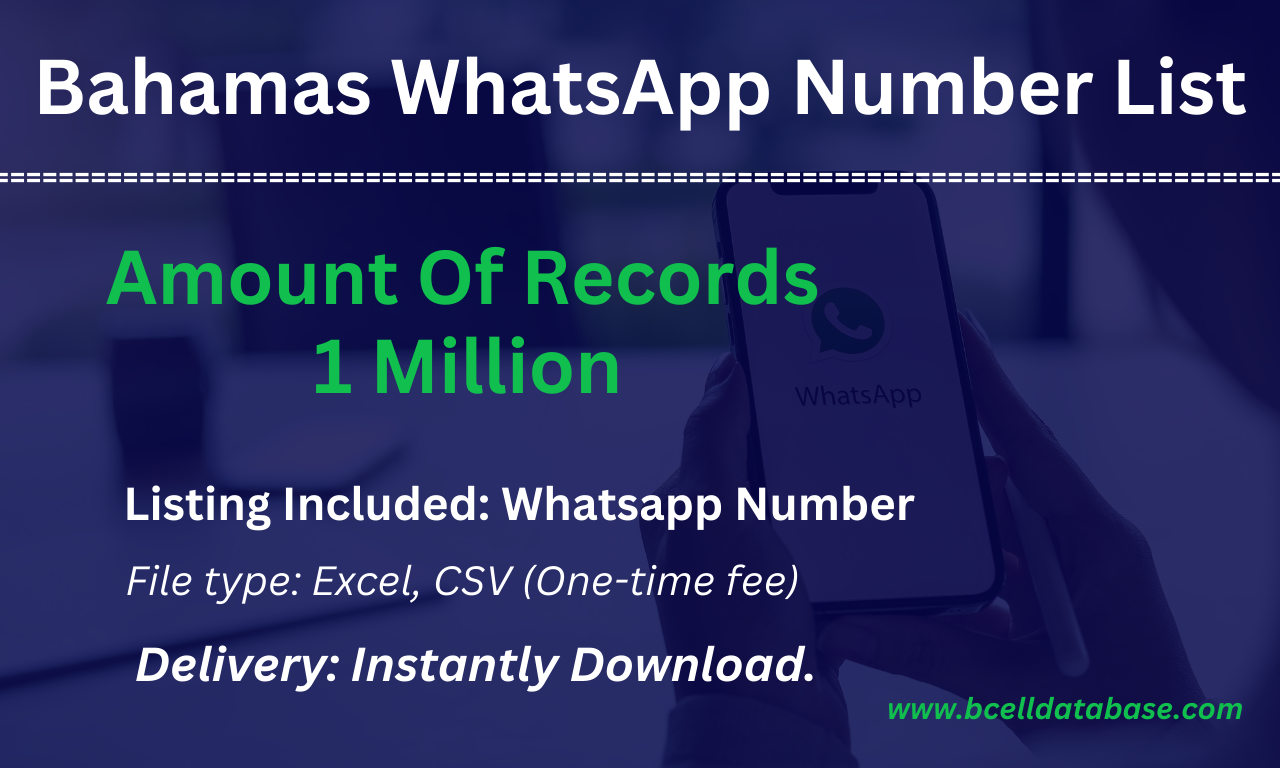 Bahamas WhatsApp Number List
Amount Of Records
1 Million
WhatsApp
Listing Included: Whatsapp Number
File type: Excel, CSV (One-time fee)
Delivery: Instantly Download.
www.bcelldatabase.com